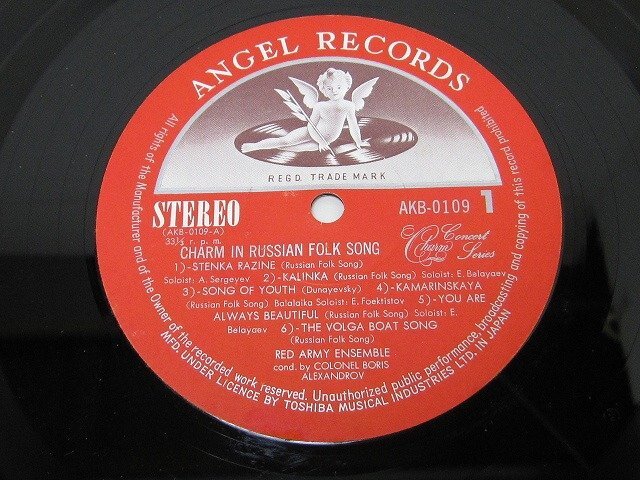 ANGEL RECORDS
REGD. TRADE MARK
STEREO
(AKB-0109-A)
33⅓ r. p. m.
AKB-0109 1
Charm Concert Series
CHARM IN RUSSIAN FOLK SONG
1)-STENKA RAZINE (Russian Folk Song)
Soloist: A. Sergeyev 2)-KALINKA (Russian Folk Song) Soloist: E. Belayaev
3)-SONG OF YOUTH (Dunayevsky) 4)-KAMARINSKAYA
(Russian Folk Song) Balalaika Soloist: E. Foektistov 5)-YOU ARE
ALWAYS BEAUTIFUL (Russian Folk Song) Soloist: E.
Belayaev 6)-THE VOLGA BOAT SONG
(Russian Folk Song)
RED ARMY ENSEMBLE
cond. by COLONEL BORIS
ALEXANDROV
All rights of the Manufacturer and of the Owner of the recorded work reserved. Unauthorized public performance, broadcasting and copying of this record prohibited
MFD. UNDER LICENCE BY TOSHIBA MUSICAL INDUSTRIES LTD. IN JAPAN